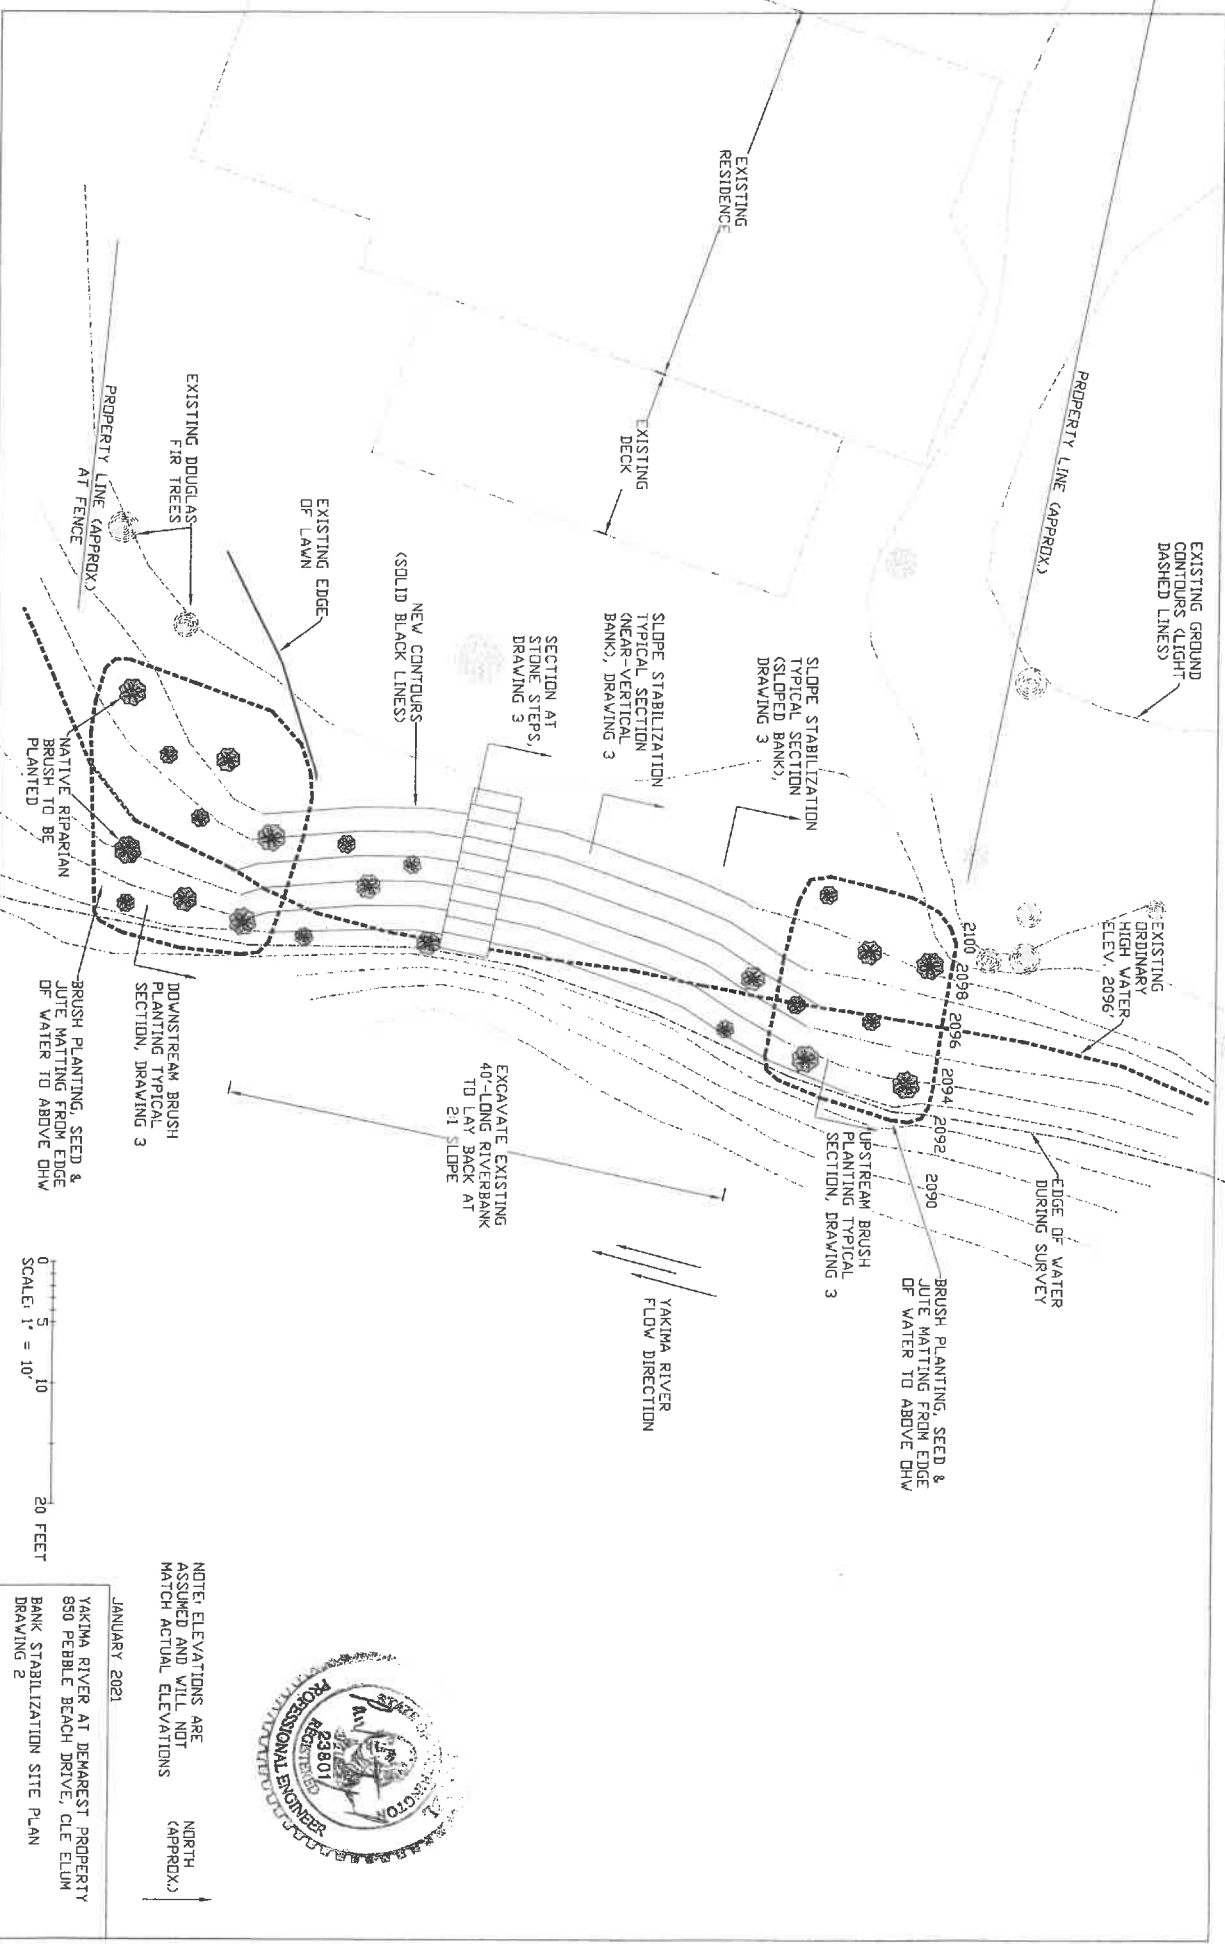 EXISTING GROUND
CONTOURS (LIGHT
DASHED LINES)
PROPERTY LINE (APPROX.)
EXISTING
ORDINARY
HIGH WATER,
ELEV. 2096'
2100
2098
2096
2094
2092
2090
EDGE OF WATER
DURING SURVEY
BRUSH PLANTING, SEED &
JUTE MATTING FROM EDGE
OF WATER TO ABOVE OHW
UPSTREAM BRUSH
PLANTING TYPICAL
SECTION, DRAWING 3
EXISTING
RESIDENCE
EXISTING
DECK
SLOPE STABILIZATION
TYPICAL SECTION
(SLOPED BANK),
DRAWING 3
SLOPE STABILIZATION
TYPICAL SECTION
(NEAR-VERTICAL
BANK), DRAWING 3
SECTION AT
STONE STEPS,
DRAWING 3
YAKIMA RIVER
FLOW DIRECTION
EXCAVATE EXISTING
40'-LONG RIVERBANK
TO LAY BACK AT
2:1 SLOPE
NEW CONTOURS
(SOLID BLACK LINES)
EXISTING EDGE
OF LAWN
EXISTING DOUGLAS
FIR TREES
PROPERTY LINE (APPROX.)
AT FENCE
NATIVE RIPARIAN
BRUSH TO BE
PLANTED
DOWNSTREAM BRUSH
PLANTING TYPICAL
SECTION, DRAWING 3
BRUSH PLANTING, SEED &
JUTE MATTING FROM EDGE
OF WATER TO ABOVE OHW
0 5 10 20 FEET
SCALE: 1" = 10'
STATE OF WASHINGTON
23801
REGISTERED
PROFESSIONAL ENGINEER
NOTE: ELEVATIONS ARE
ASSUMED AND WILL NOT
MATCH ACTUAL ELEVATIONS
NORTH
(APPROX.)
JANUARY 2021
YAKIMA RIVER AT DEMAREST PROPERTY
850 PEBBLE BEACH DRIVE, CLE ELUM
BANK STABILIZATION SITE PLAN
DRAWING 2